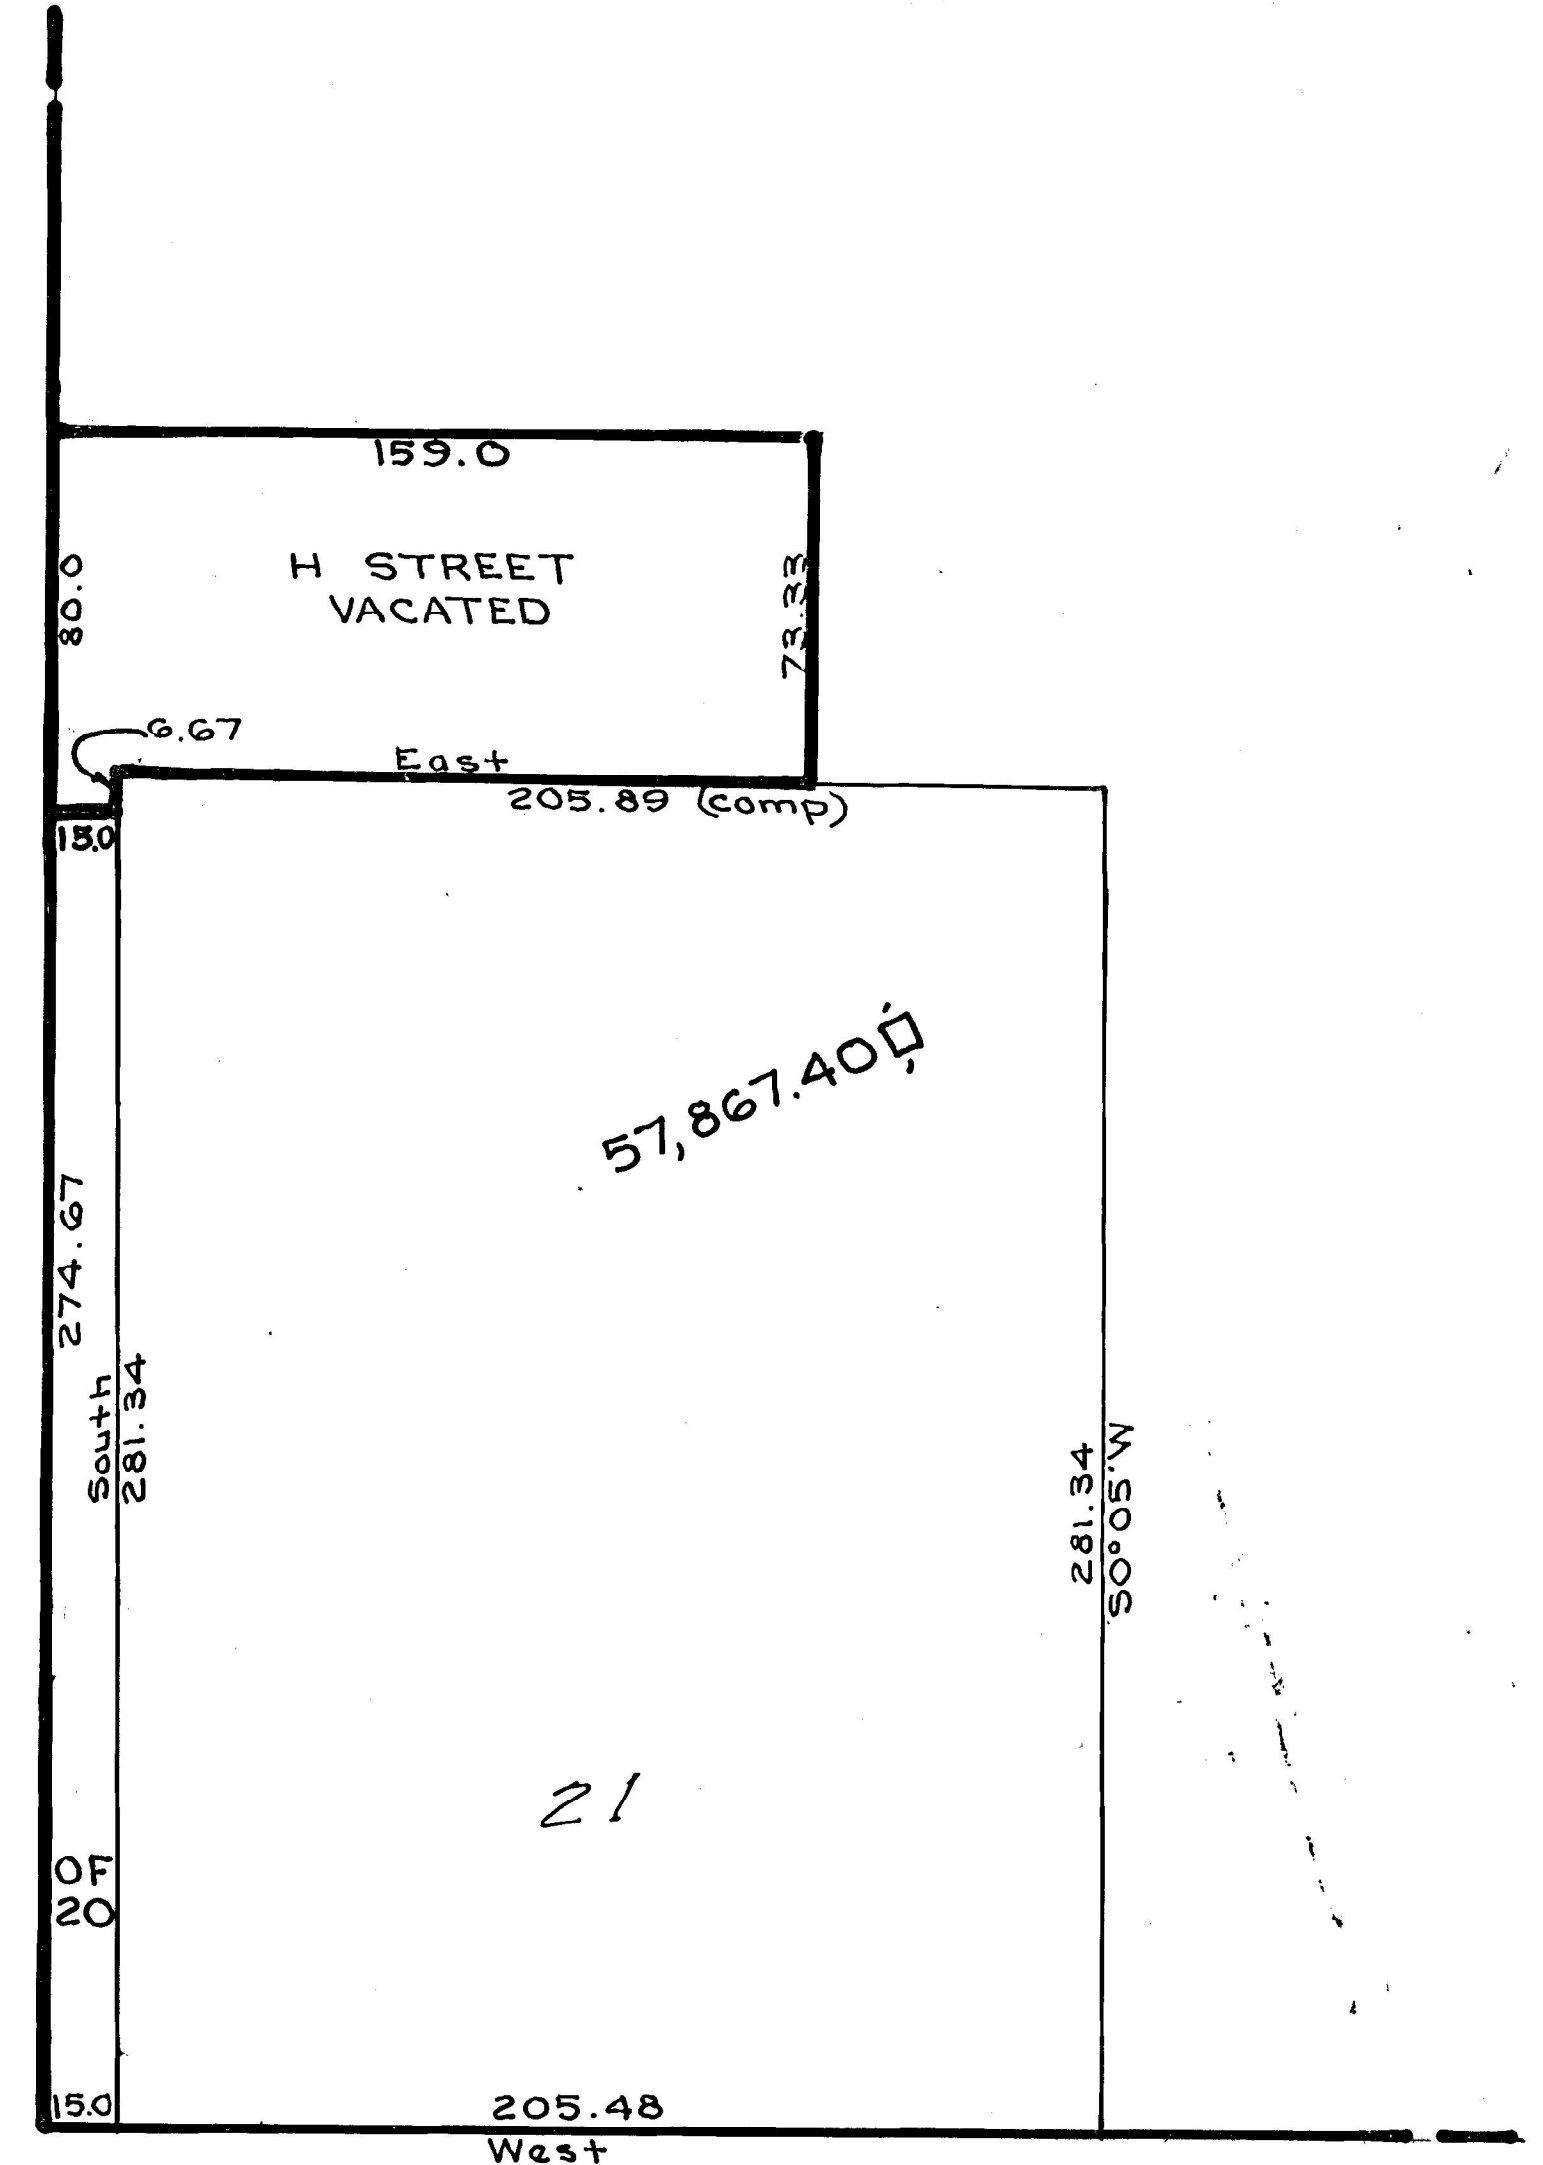 159.0
80.0
H STREET
VACATED
73.33
6.67
East
205.89 (comp)
15.0
57,867.40
274.67
South
281.34
281.34
S0°05'W
21
OF
20
15.0
205.48
West